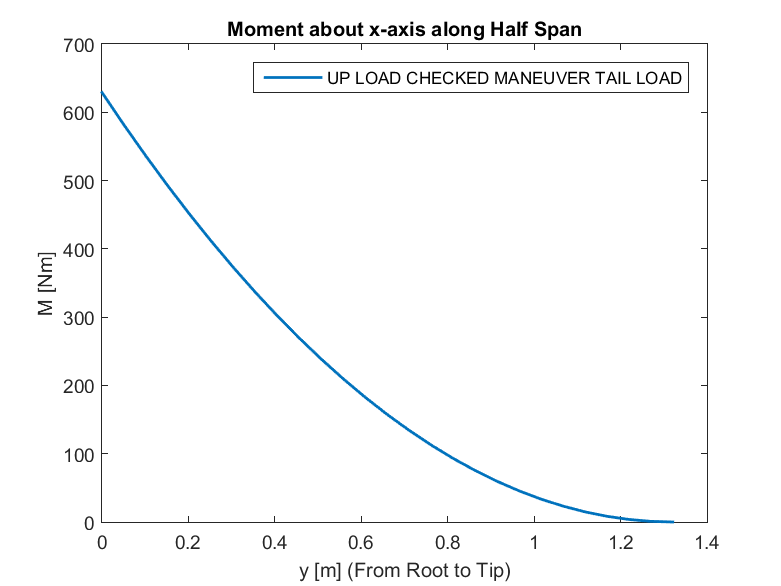 Moment about x-axis along Half Span
UP LOAD CHECKED MANEUVER TAIL LOAD
M [Nm]
700
600
500
400
300
200
100
0
0 0.2 0.4 0.6 0.8 1 1.2 1.4
y [m] (From Root to Tip)